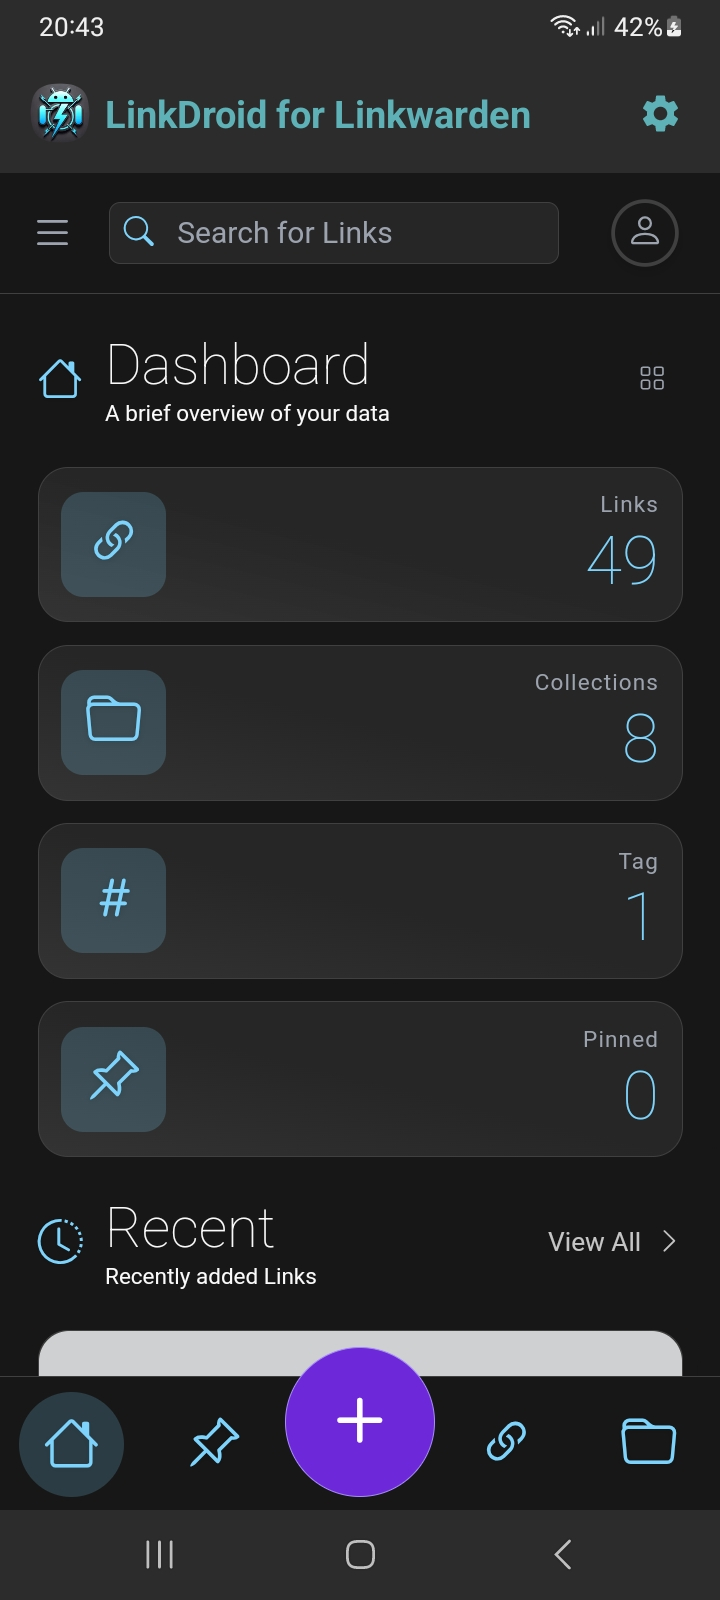 20:43
42%
LinkDroid for Linkwarden
Search for Links
Dashboard
A brief overview of your data
Links
49
Collections
8
#
Tag
1
Pinned
0
Recent
View All
Recently added Links